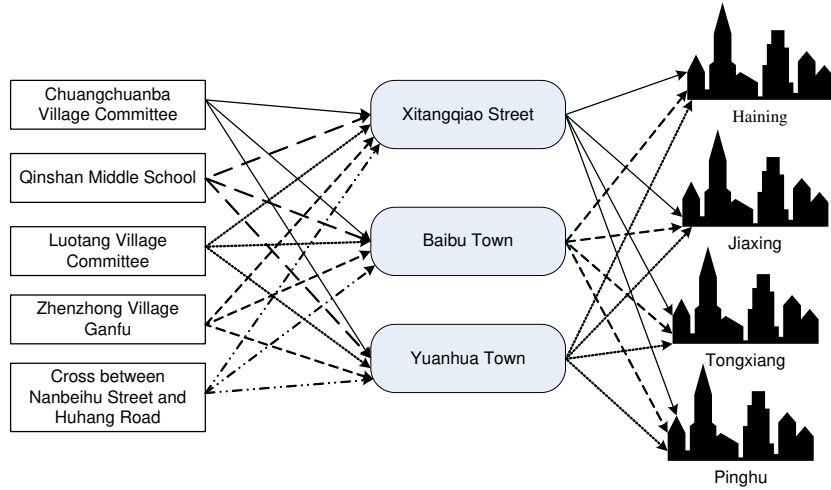 Chuangchuanba
Village Committee
Qinshan Middle School
Luotang Village
Committee
Zhenzhong Village
Ganfu
Cross between
Nanbeihu Street and
Huhang Road
Xitangqiao Street
Baibu Town
Yuanhua Town
Haining
Jiaxing
Tongxiang
Pinghu